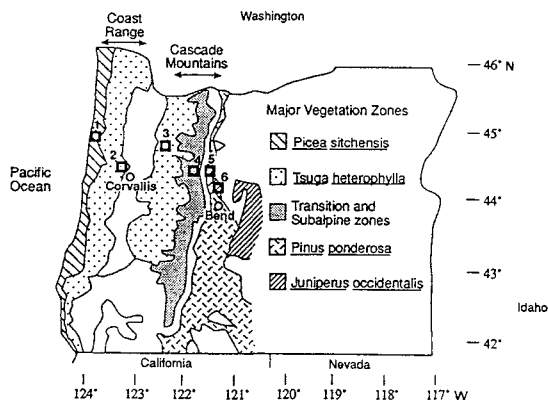 Washington
Coast
Range
Cascade
Mountains
46° N
Major Vegetation Zones
1
3
45°
Picea sitchensis
2
4
5
Pacific
Ocean
Tsuga heterophylla
6
Corvallis
44°
Transition and
Subalpine zones
Bend
Pinus ponderosa
43°
Juniperus occidentalis
Idaho
42°
California
Nevada
124° 123° 122° 121° 120° 119° 118° 117° W